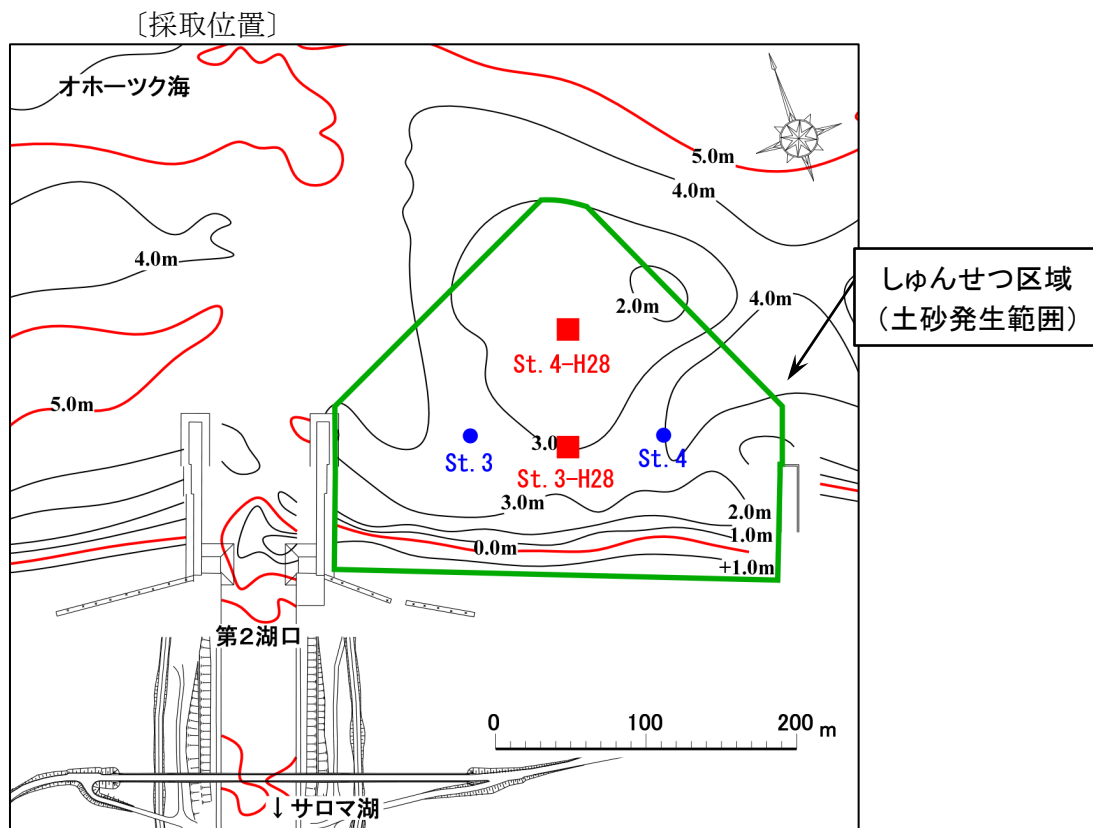 〔採取位置〕
オホーツク海
5.0m
4.0m
4.0m
しゅんせつ区域
(土砂発生範囲)
2.0m
4.0m
St.4-H28
5.0m
St.3
3.0
St.3-H28
St.4
3.0m
2.0m
1.0m
0.0m
+1.0m
第2湖口
0 100 200 m
↓サロマ湖